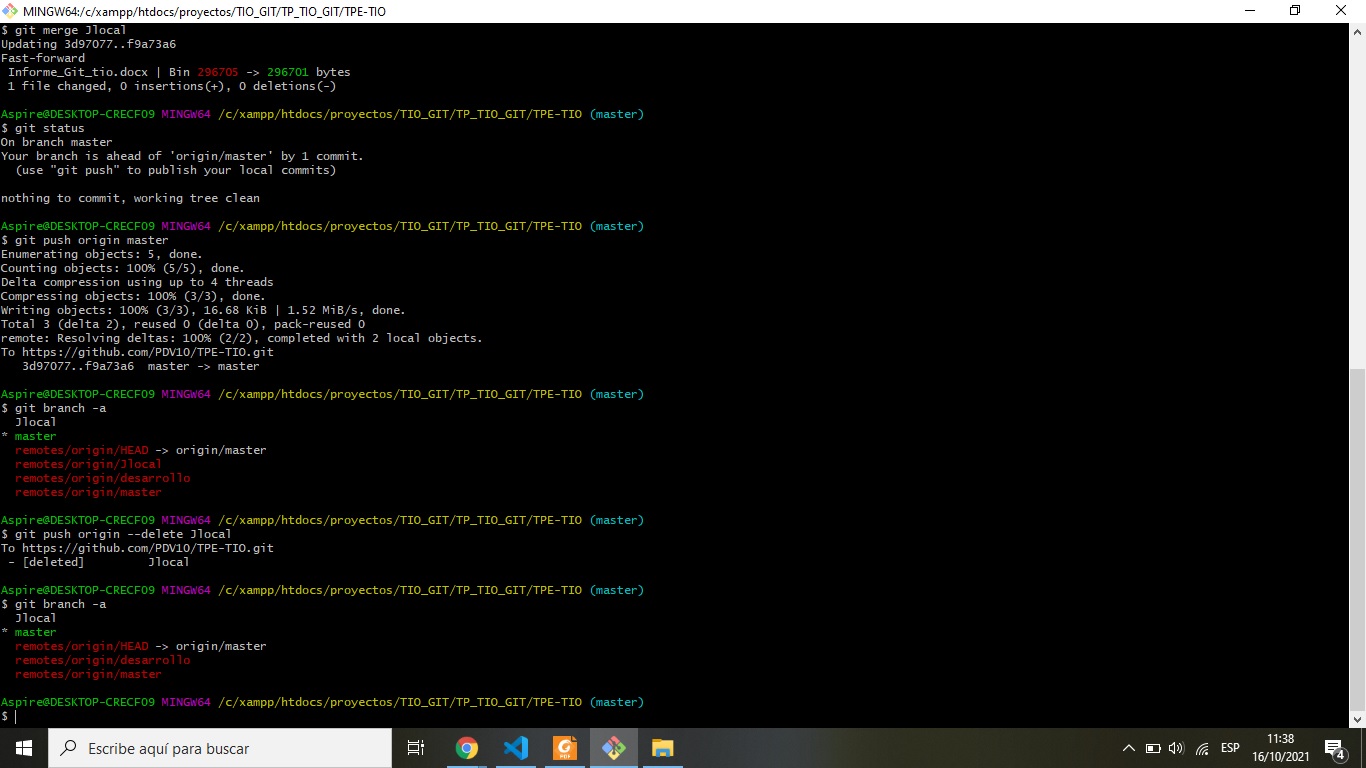 MINGW64:/c/xampp/htdocs/proyectos/TIO_GIT/TP_TIO_GIT/TPE-TIO
$ git merge Jlocal
Updating 3d97077..f9a73a6
Fast-forward
 Informe_Git_tio.docx | Bin 296705 -> 296701 bytes
 1 file changed, 0 insertions(+), 0 deletions(-)

Aspire@DESKTOP-CRECF09 MINGW64 /c/xampp/htdocs/proyectos/TIO_GIT/TP_TIO_GIT/TPE-TIO (master)
$ git status
On branch master
Your branch is ahead of 'origin/master' by 1 commit.
  (use "git push" to publish your local commits)

nothing to commit, working tree clean

Aspire@DESKTOP-CRECF09 MINGW64 /c/xampp/htdocs/proyectos/TIO_GIT/TP_TIO_GIT/TPE-TIO (master)
$ git push origin master
Enumerating objects: 5, done.
Counting objects: 100% (5/5), done.
Delta compression using up to 4 threads
Compressing objects: 100% (3/3), done.
Writing objects: 100% (3/3), 16.68 KiB | 1.52 MiB/s, done.
Total 3 (delta 2), reused 0 (delta 0), pack-reused 0
remote: Resolving deltas: 100% (2/2), completed with 2 local objects.
To https://github.com/PDV10/TPE-TIO.git
   3d97077..f9a73a6  master -> master

Aspire@DESKTOP-CRECF09 MINGW64 /c/xampp/htdocs/proyectos/TIO_GIT/TP_TIO_GIT/TPE-TIO (master)
$ git branch -a
  Jlocal
* master
  remotes/origin/HEAD -> origin/master
  remotes/origin/Jlocal
  remotes/origin/desarrollo
  remotes/origin/master

Aspire@DESKTOP-CRECF09 MINGW64 /c/xampp/htdocs/proyectos/TIO_GIT/TP_TIO_GIT/TPE-TIO (master)
$ git push origin --delete Jlocal
To https://github.com/PDV10/TPE-TIO.git
 - [deleted]         Jlocal

Aspire@DESKTOP-CRECF09 MINGW64 /c/xampp/htdocs/proyectos/TIO_GIT/TP_TIO_GIT/TPE-TIO (master)
$ git branch -a
  Jlocal
* master
  remotes/origin/HEAD -> origin/master
  remotes/origin/desarrollo
  remotes/origin/master

Aspire@DESKTOP-CRECF09 MINGW64 /c/xampp/htdocs/proyectos/TIO_GIT/TP_TIO_GIT/TPE-TIO (master)
$
Escribe aquí para buscar
PDF
ESP
11:38
16/10/2021
4